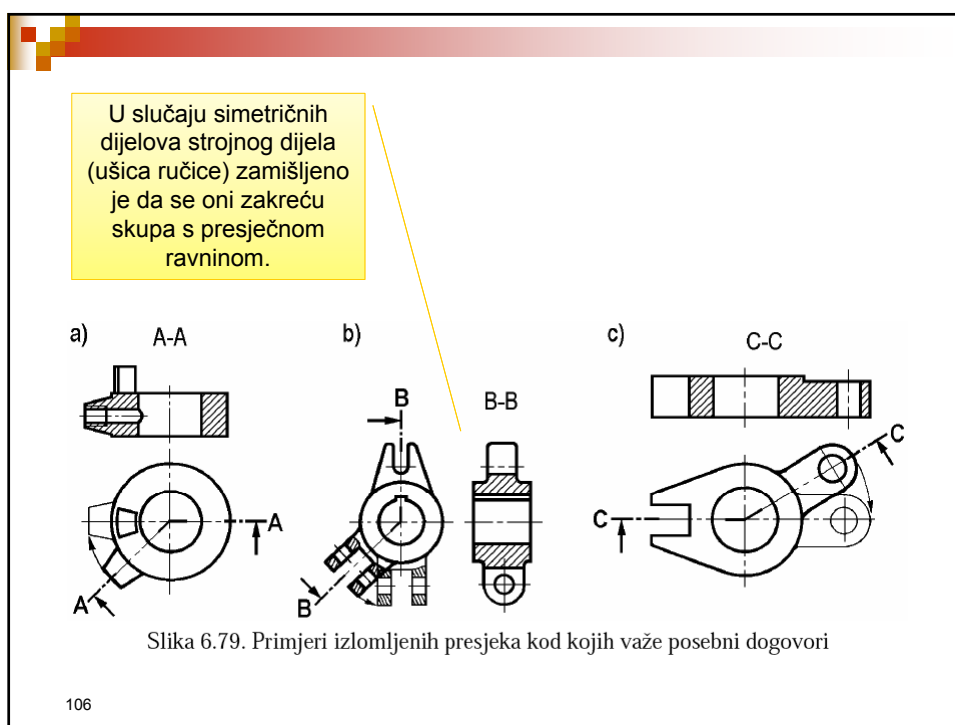 U slučaju simetričnih
dijelova strojnog dijela
(ušica ručice) zamišljeno
je da se oni zakreću
skupa s presječnom
ravninom.
a)
A-A
b)
B
B-B
c)
C-C
C
A
C
A
B
Slika 6.79. Primjeri izlomljenih presjeka kod kojih važe posebni dogovori
106